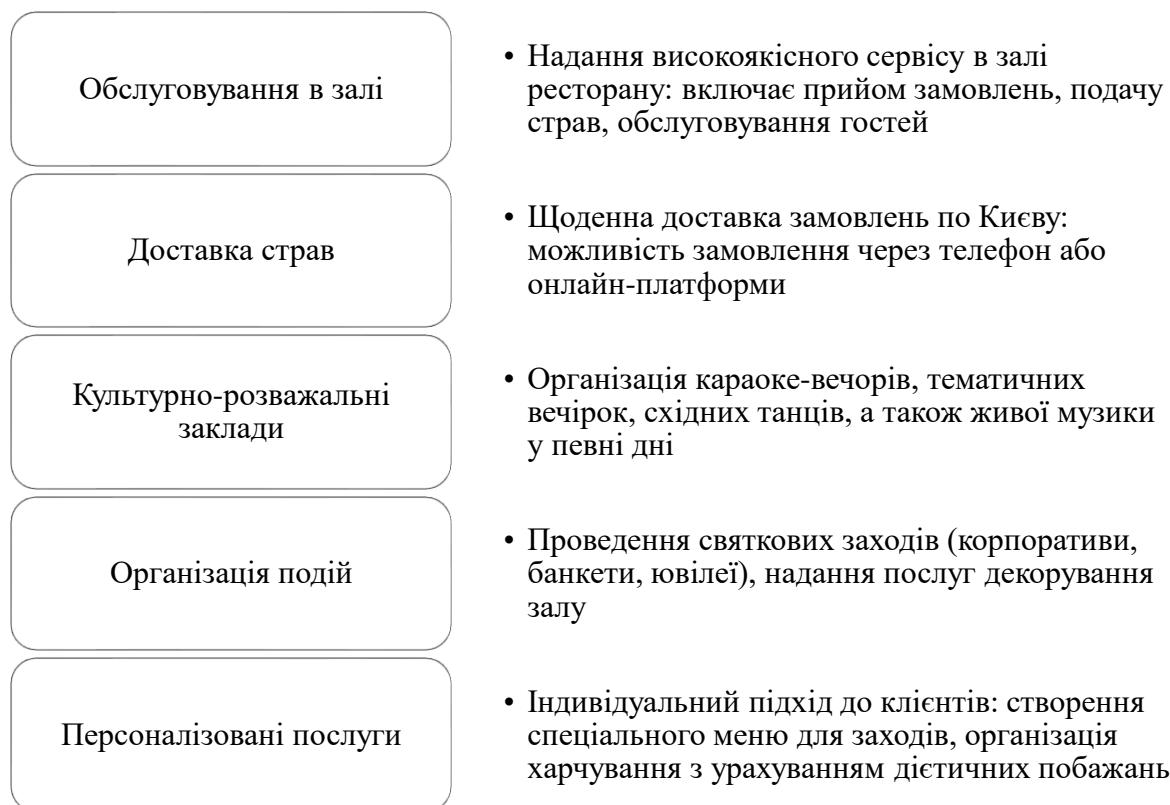 Обслуговування в залі
• Надання високоякісного сервісу в залі
ресторану: включає прийом замовлень, подачу
страв, обслуговування гостей
Доставка страв
• Щоденна доставка замовлень по Києву:
можливість замовлення через телефон або
онлайн-платформи
Культурно-розважальні
заклади
• Організація караоке-вечорів, тематичних
вечірок, східних танців, а також живої музики
у певні дні
Організація подій
• Проведення святкових заходів (корпоративи,
банкети, ювілеї), надання послуг декорування
залу
Персоналізовані послуги
• Індивідуальний підхід до клієнтів: створення
спеціального меню для заходів, організація
харчування з урахуванням дієтичних побажань